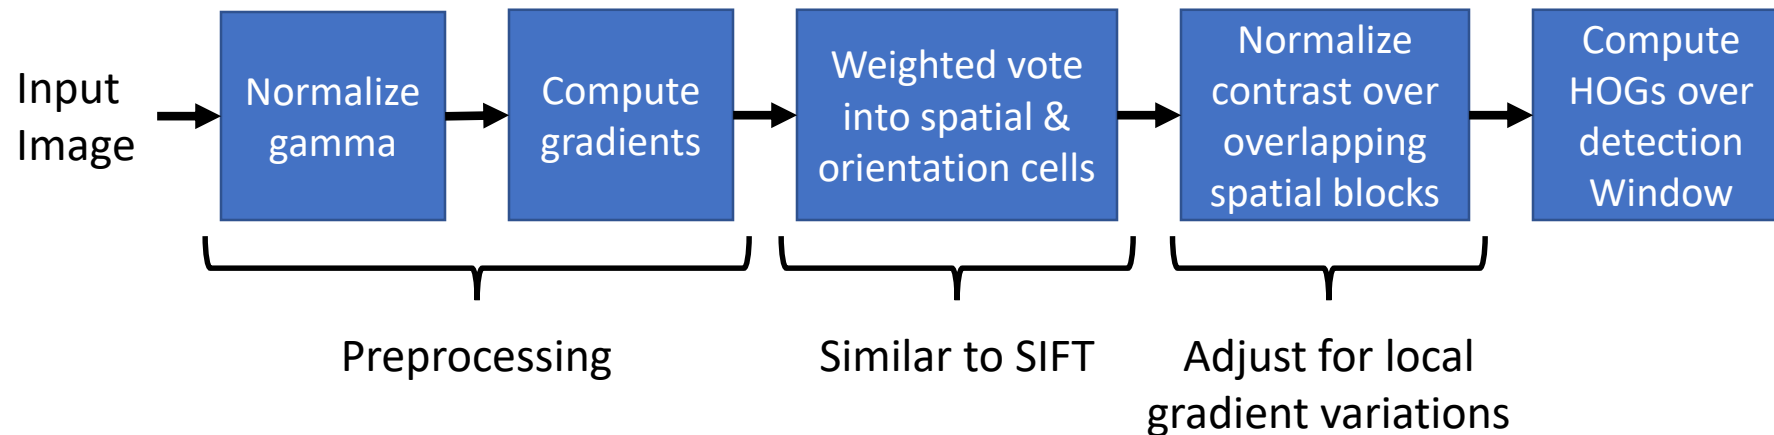 Input
Image
Normalize
gamma
Compute
gradients
Weighted vote
into spatial &
orientation cells
Normalize
contrast over
overlapping
spatial blocks
Compute
HOGs over
detection
Window
Preprocessing
Similar to SIFT
Adjust for local
gradient variations